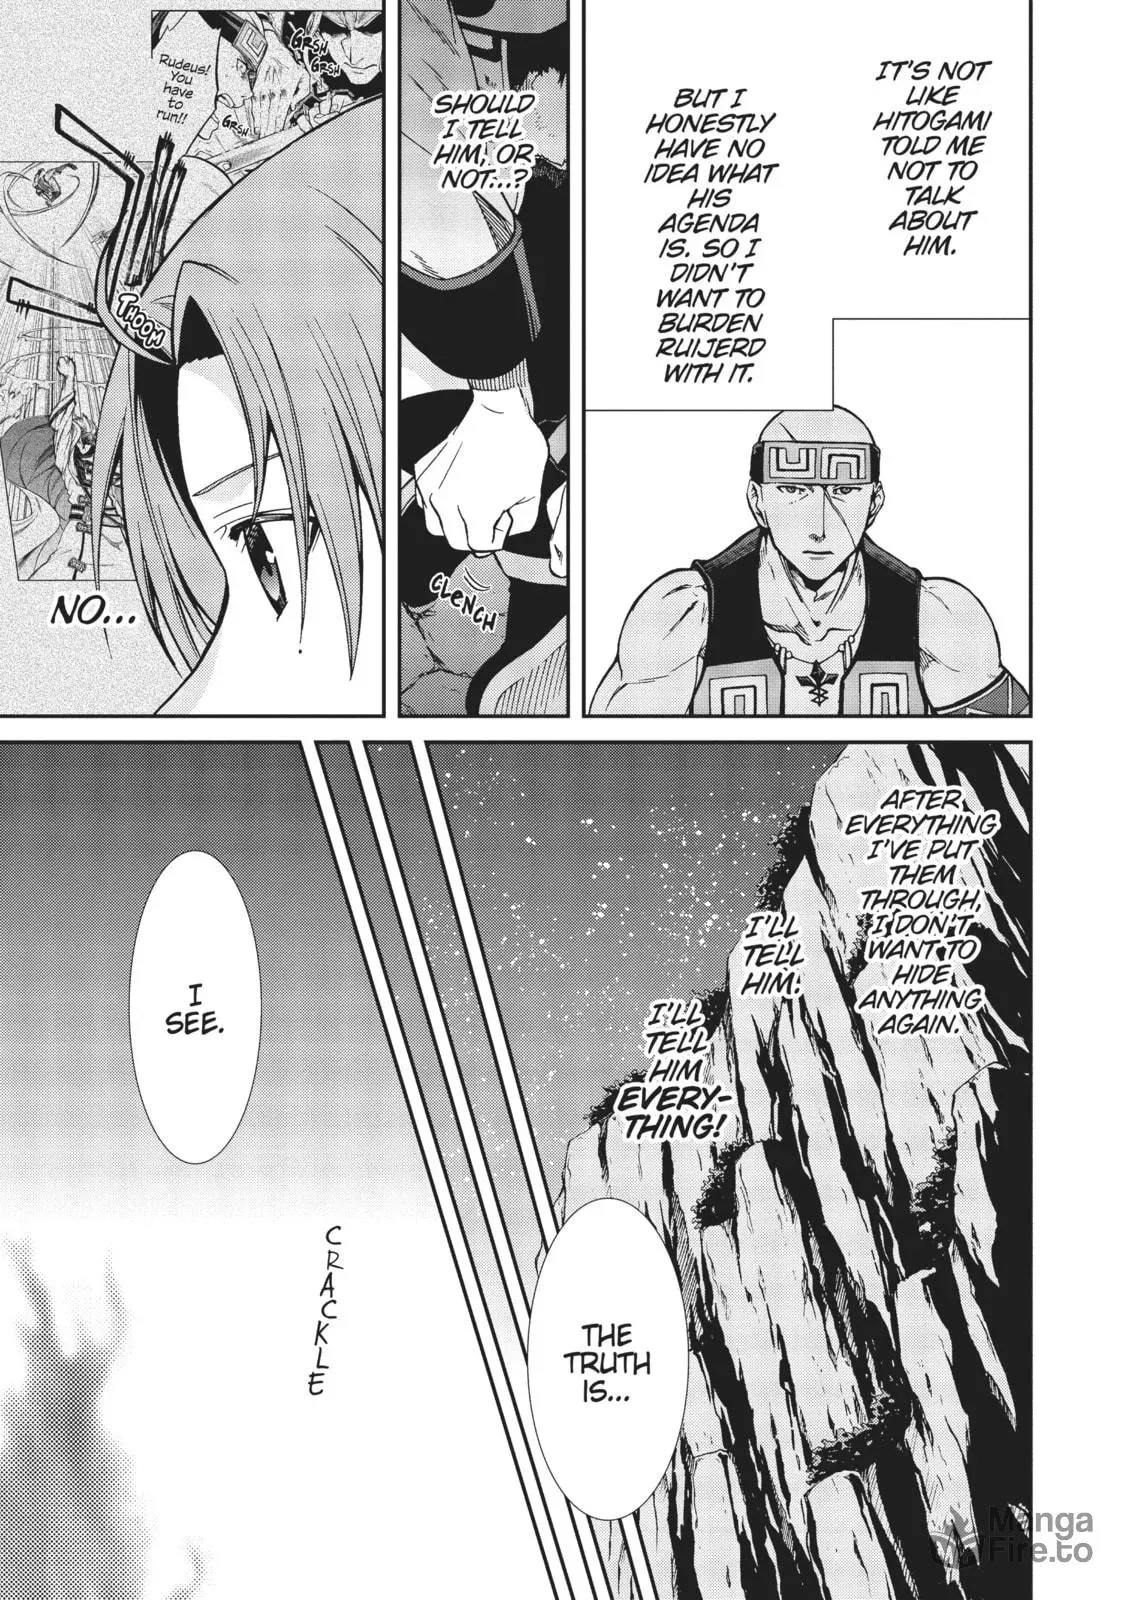 IT'S NOT
LIKE
HITOGAMI
TOLD ME
NOT TO
TALK
ABOUT
HIM.
BUT I
HONESTLY
HAVE NO
IDEA WHAT
HIS
AGENDA
IS. SO I
DIDN'T
WANT TO
BURDEN
RUIJERD
WITH IT.
SHOULD
I TELL
HIM, OR
NOT...?
CLENCH
GRSH
GRSH
GRSH
Rudeus!
You
have
to
run!!
THOOM
NO...
AFTER
EVERYTHING
I'VE PUT
THEM
THROUGH,
I DON'T
WANT TO
HIDE
ANYTHING
AGAIN.
I'LL
TELL
HIM.
I'LL
TELL
HIM
EVERY-
THING!
THE
TRUTH
IS...
I
SEE.
CRACKLE
Manga
Fire.to